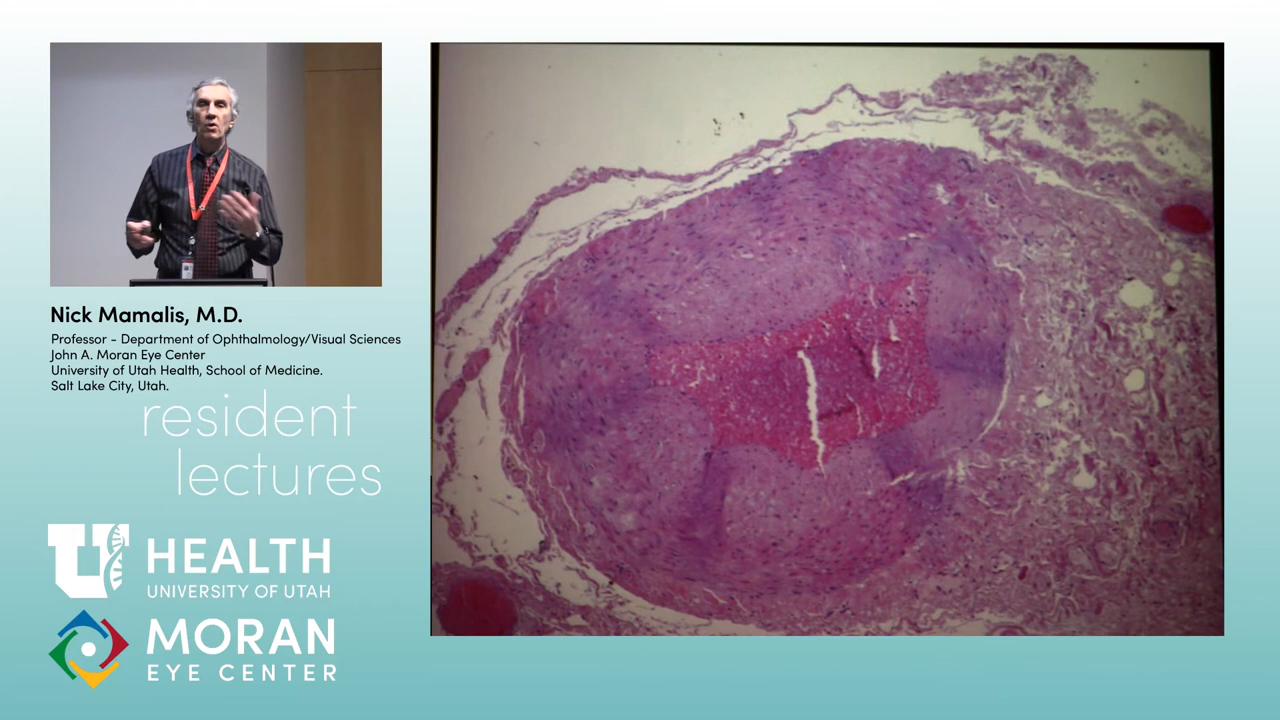 Nick Mamalis, M.D.
Professor - Department of Ophthalmology/Visual Sciences
John A. Moran Eye Center
University of Utah Health, School of Medicine.
Salt Lake City, Utah.
resident
lectures
U HEALTH
UNIVERSITY OF UTAH
MORAN
EYE CENTER